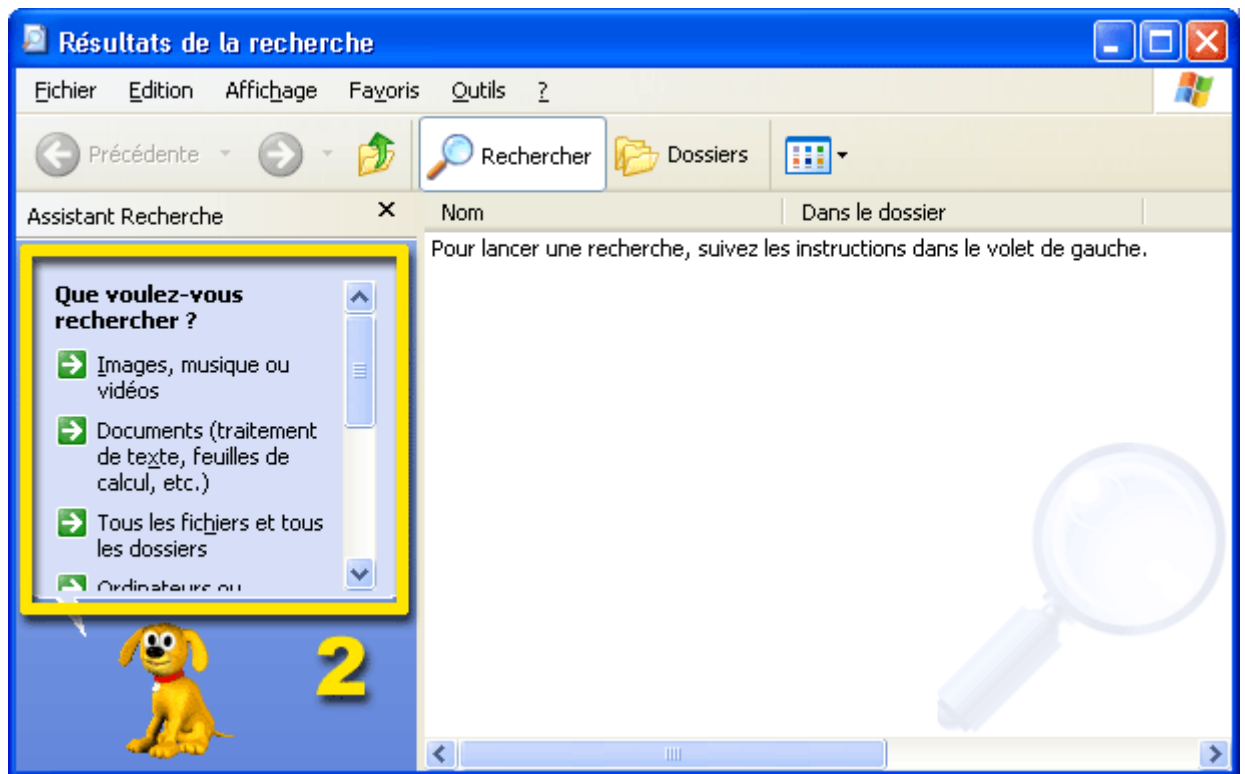 Résultats de la recherche
Fichier Edition Affichage Favoris Outils ?
Précédente Rechercher Dossiers
Assistant Recherche
Nom Dans le dossier
Pour lancer une recherche, suivez les instructions dans le volet de gauche.
Que voulez-vous
rechercher ?
Images, musique ou
vidéos
Documents (traitement
de texte, feuilles de
calcul, etc.)
Tous les fichiers et tous
les dossiers
Ordinateurs ou
2